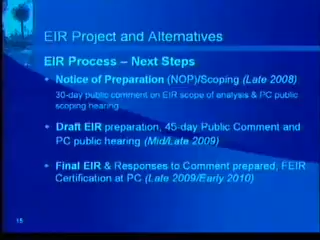 EIR Project and Alternatives
EIR Process – Next Steps
Notice of Preparation (NOP)/Scoping (Late 2008)
30-day public comment on EIR scope of analysis & PC public
scoping hearing
Draft EIR preparation, 45-day Public Comment and
PC public hearing (Mid/Late 2009)
Final EIR & Responses to Comment prepared, FEIR
Certification at PC (Late 2009/Early 2010)
15